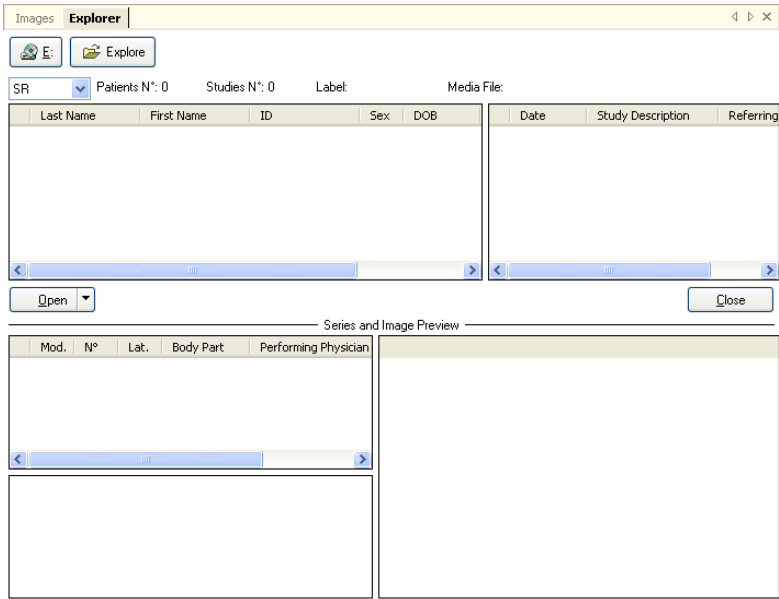 Images Explorer
E: Explore
SR Patients N°: 0 Studies N°: 0 Label: Media File:
Last Name First Name ID Sex DOB Date Study Description Referring
Open Close
Series and Image Preview
Mod. N° Lat. Body Part Performing Physician